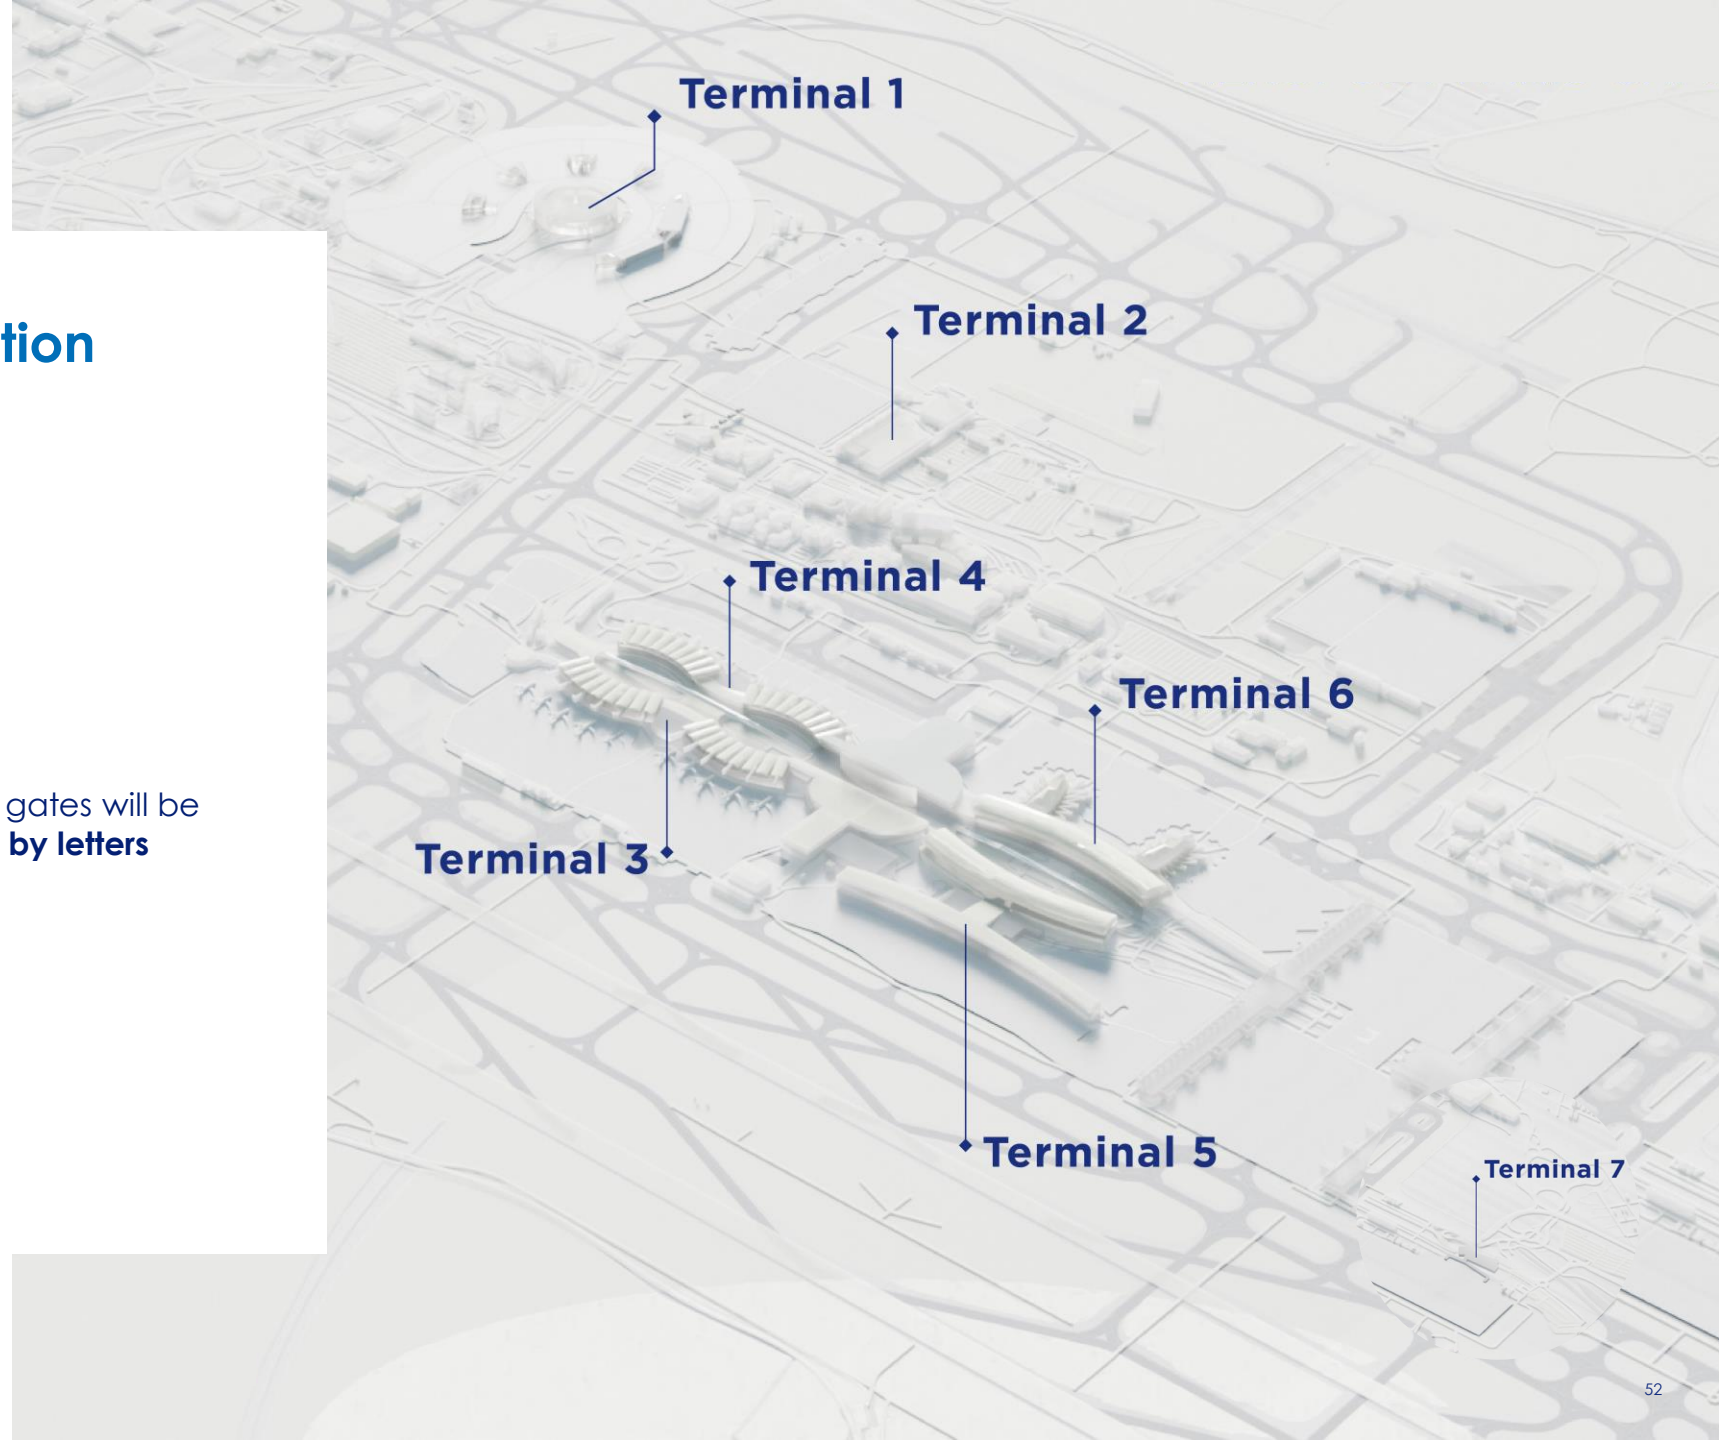 tion
gates will be
by letters
Terminal 1
Terminal 2
Terminal 4
Terminal 6
Terminal 3
Terminal 5
Terminal 7
52